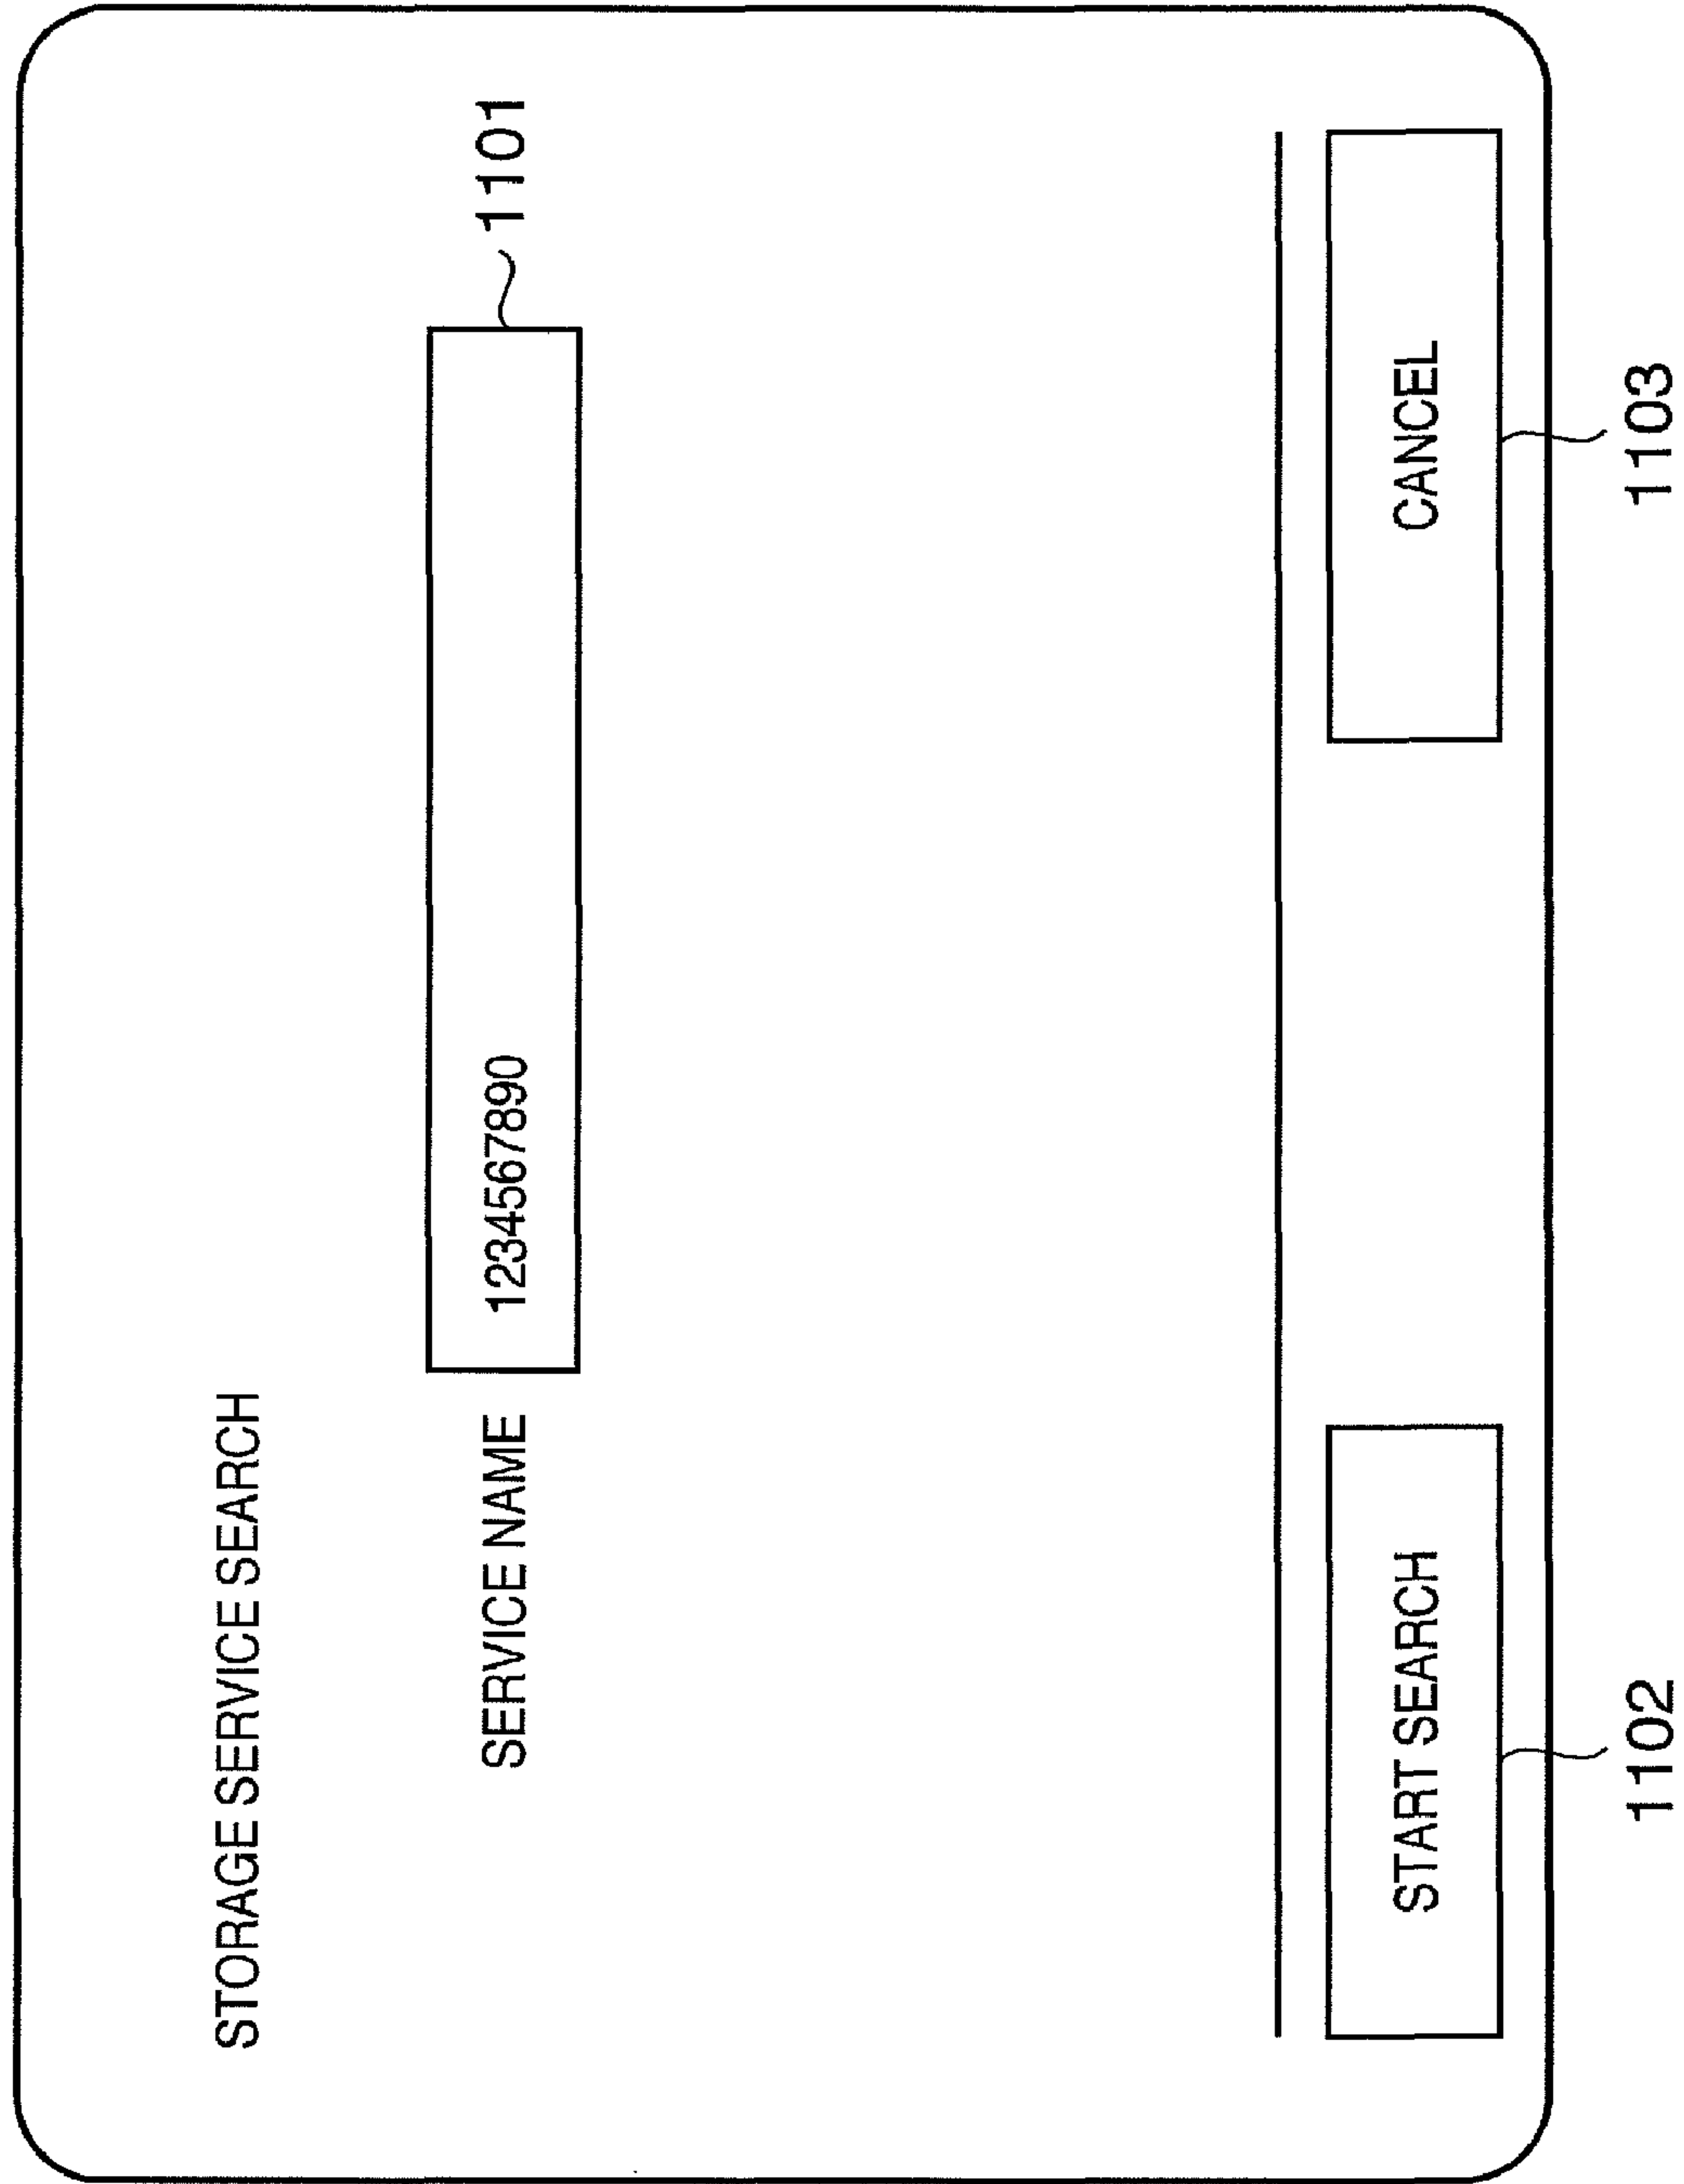 STORAGE SERVICE SEARCH
SERVICE NAME 1234567890 1101
START SEARCH CANCEL
1102 1103